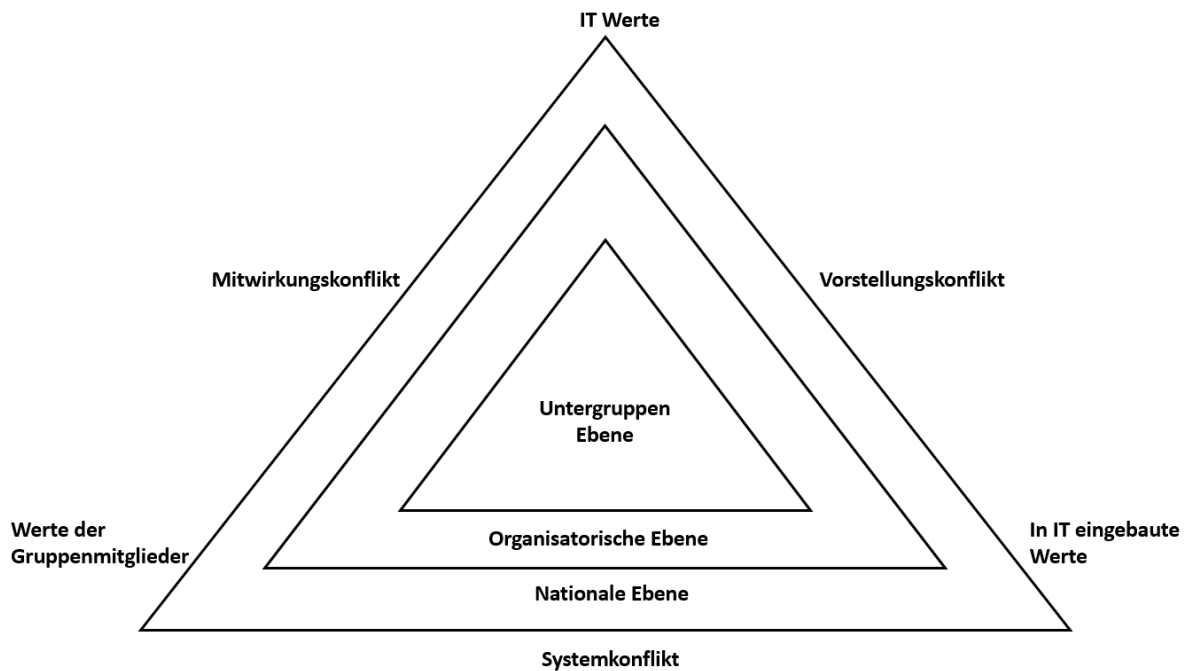 IT Werte
Mitwirkungskonflikt
Vorstellungskonflikt
Untergruppen
Ebene
Werte der
Gruppenmitglieder
In IT eingebaute
Werte
Organisatorische Ebene
Nationale Ebene
Systemkonflikt